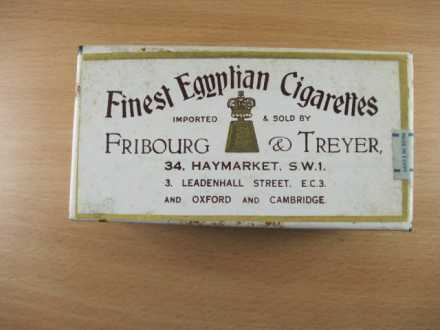 Finest Egyptian Cigarettes
IMPORTED & SOLD BY
FRIBOURG & TREYER,
34, HAYMARKET, S.W.1.
3, LEADENHALL STREET, E.C.3.
AND OXFORD AND CAMBRIDGE.